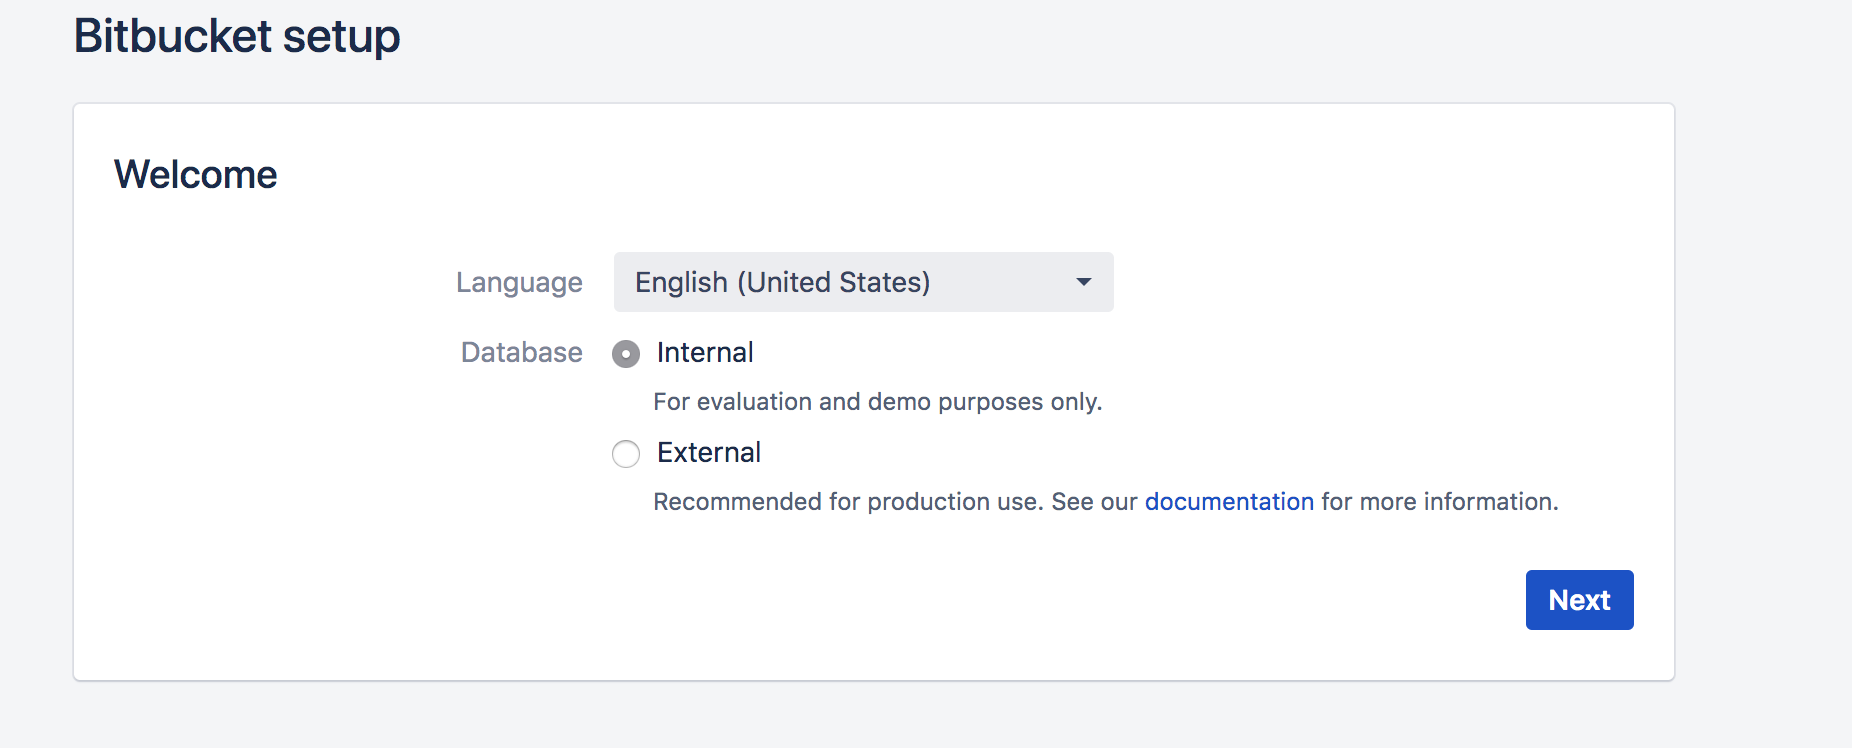 Bitbucket setup
Welcome
Language English (United States)
Database Internal
For evaluation and demo purposes only.
External
Recommended for production use. See our documentation for more information.
Next